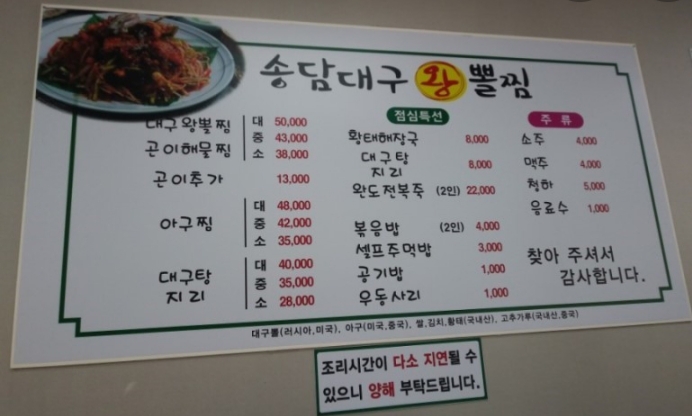 송담대구 왕뽈찜
대구왕뽈찜
곤이해물찜
대 50,000
중 43,000
소 38,000
곤이추가 13,000
아구찜
대 48,000
중 42,000
소 35,000
대구탕
지리
대 40,000
중 35,000
소 28,000
점심특선
황태해장국 8,000
대구탕
지리 8,000
완도전복죽 (2인) 22,000
볶음밥 (2인) 4,000
셀프주먹밥 3,000
공기밥 1,000
우동사리 1,000
주 류
소주 4,000
맥주 4,000
청하 5,000
음료수 1,000
찾아 주셔서
감사합니다.
대구뽈(러시아,미국), 아구(미국,중국), 쌀,김치,황태(국내산), 고추가루(국내산,중국)
조리시간이 다소 지연될 수
있으니 양해 부탁드립니다.